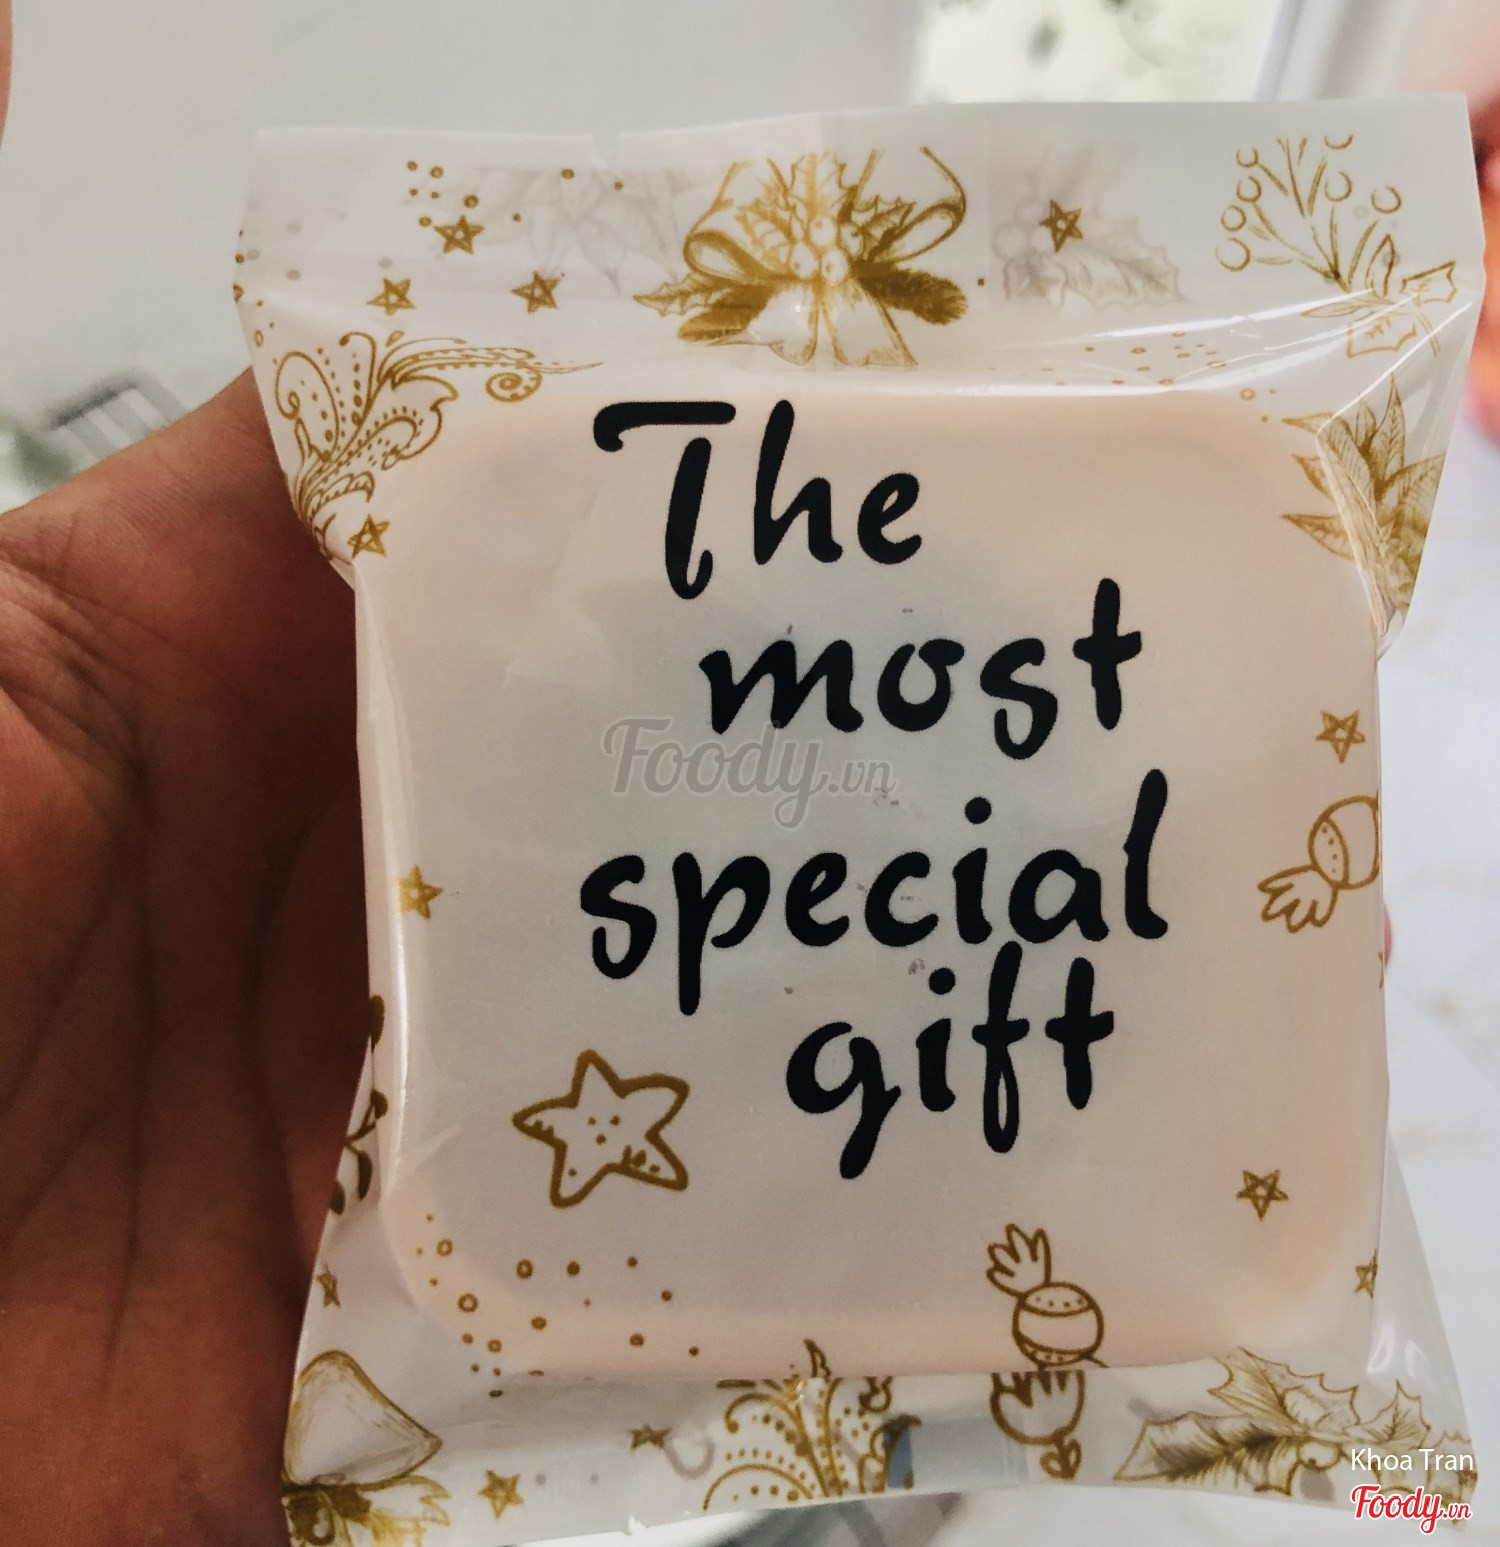 The
most
special
gift
Foody.vn
Khoa Tran
Foody.vn